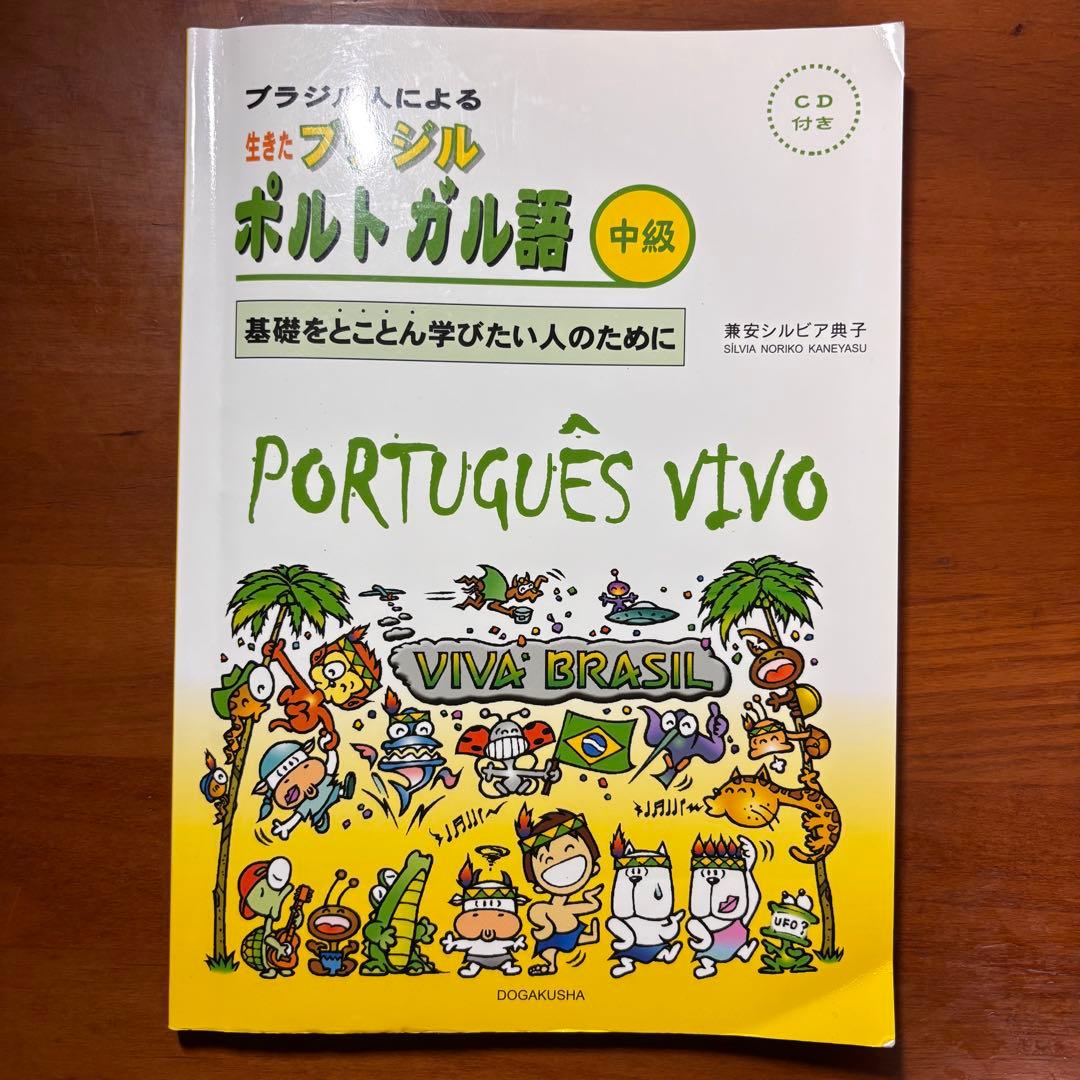 ブラジル人による
生きたブラジル
ポルトガル語
中級
CD
付き
基礎をとことん学びたい人のために
兼安シルビア典子
SÍLVIA NORIKO KANEYASU
PORTUGUÊS VIVO
VIVA BRASIL
UFO?
DOGAKUSHA